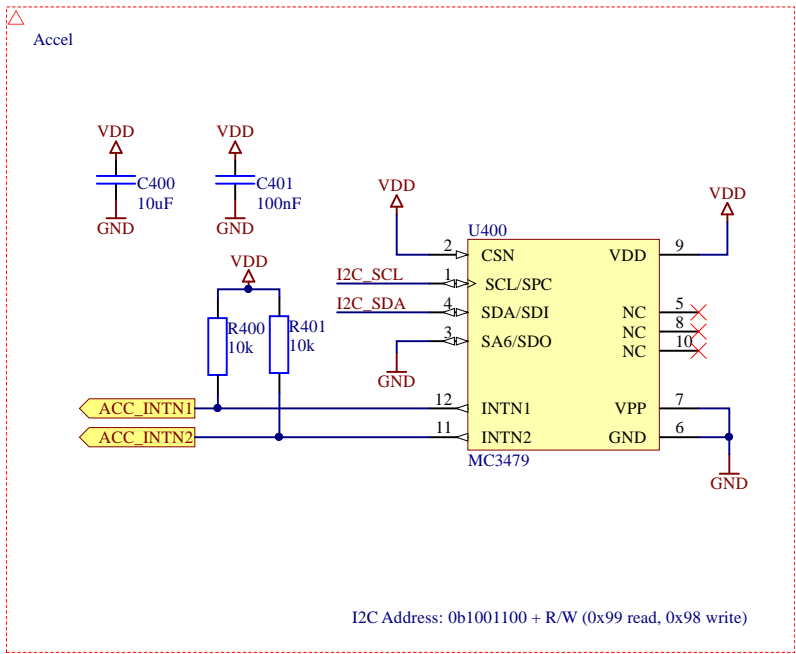 Accel
VDD
VDD
C400
10uF
C401
100nF
GND
GND
VDD
VDD
VDD
U400
2
CSN
VDD
9
I2C_SCL
1
SCL/SPC
I2C_SDA
4
SDA/SDI
NC
5
R400
10k
R401
10k
3
SA6/SDO
NC
8
NC
10
GND
ACC_INTN1
12
INTN1
VPP
7
ACC_INTN2
11
INTN2
GND
6
MC3479
GND
I2C Address: 0b1001100 + R/W (0x99 read, 0x98 write)